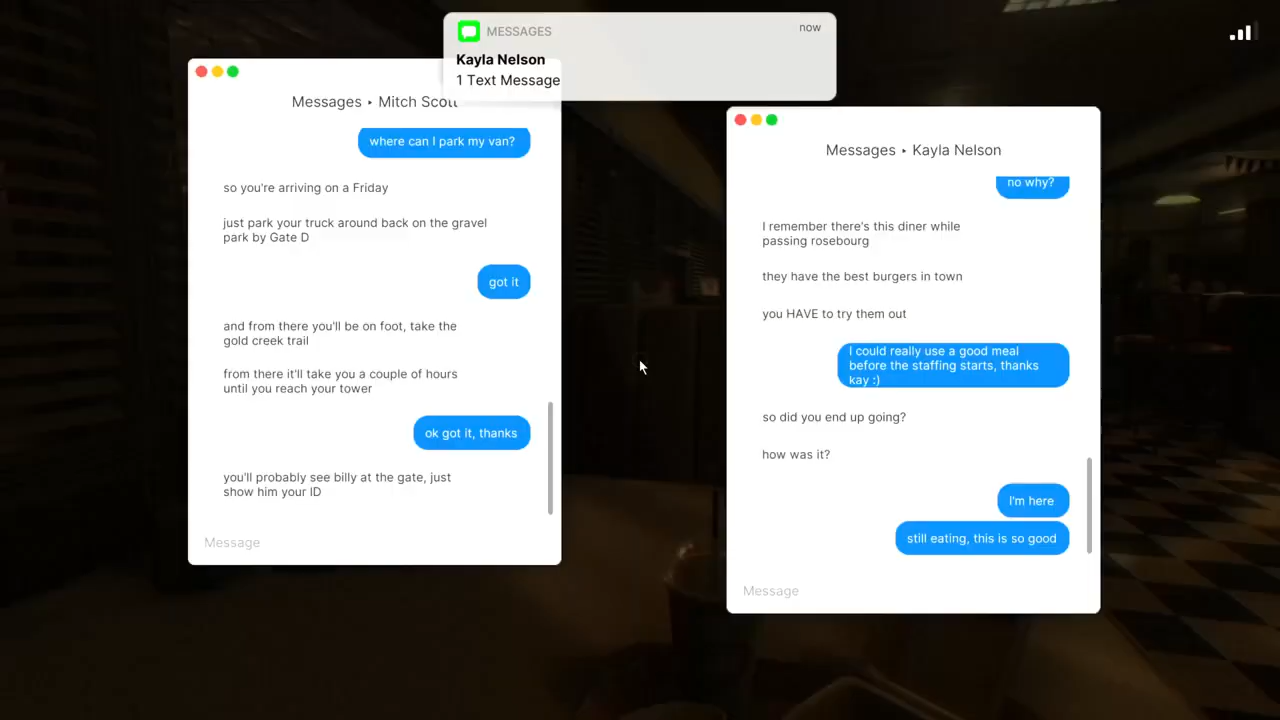 MESSAGES
now
Kayla Nelson
1 Text Message
Messages ▸ Mitch Scott
where can I park my van?
so you're arriving on a Friday
just park your truck around back on the gravel
park by Gate D
got it
and from there you'll be on foot, take the
gold creek trail
from there it'll take you a couple of hours
until you reach your tower
ok got it, thanks
you'll probably see billy at the gate, just
show him your ID
Message
Messages ▸ Kayla Nelson
no why?
I remember there's this diner while
passing rosebourg
they have the best burgers in town
you HAVE to try them out
I could really use a good meal
before the staffing starts, thanks
kay :)
so did you end up going?
how was it?
I'm here
still eating, this is so good
Message